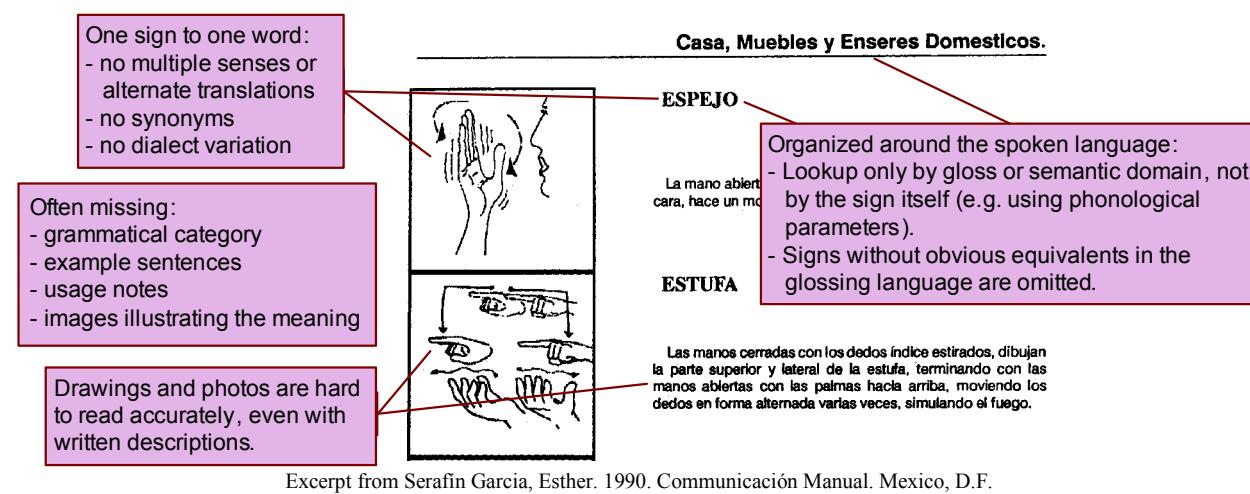 One sign to one word:
- no multiple senses or
alternate translations
- no synonyms
- no dialect variation
Often missing:
- grammatical category
- example sentences
- usage notes
- images illustrating the meaning
Drawings and photos are hard
to read accurately, even with
written descriptions.
Casa, Muebles y Enseres Domesticos.
ESPEJO
La mano abiert
cara, hace un mo
Organized around the spoken language:
- Lookup only by gloss or semantic domain, not
by the sign itself (e.g. using phonological
parameters).
- Signs without obvious equivalents in the
glossing language are omitted.
ESTUFA
Las manos cerradas con los dedos índice estirados, dibujan
la parte superior y lateral de la estufa, terminando con las
manos abiertas con las palmas hacia arriba, moviendo los
dedos en forma alternada varias veces, simulando el fuego.
Excerpt from Serafín Garcia, Esther. 1990. Communicación Manual. Mexico, D.F.